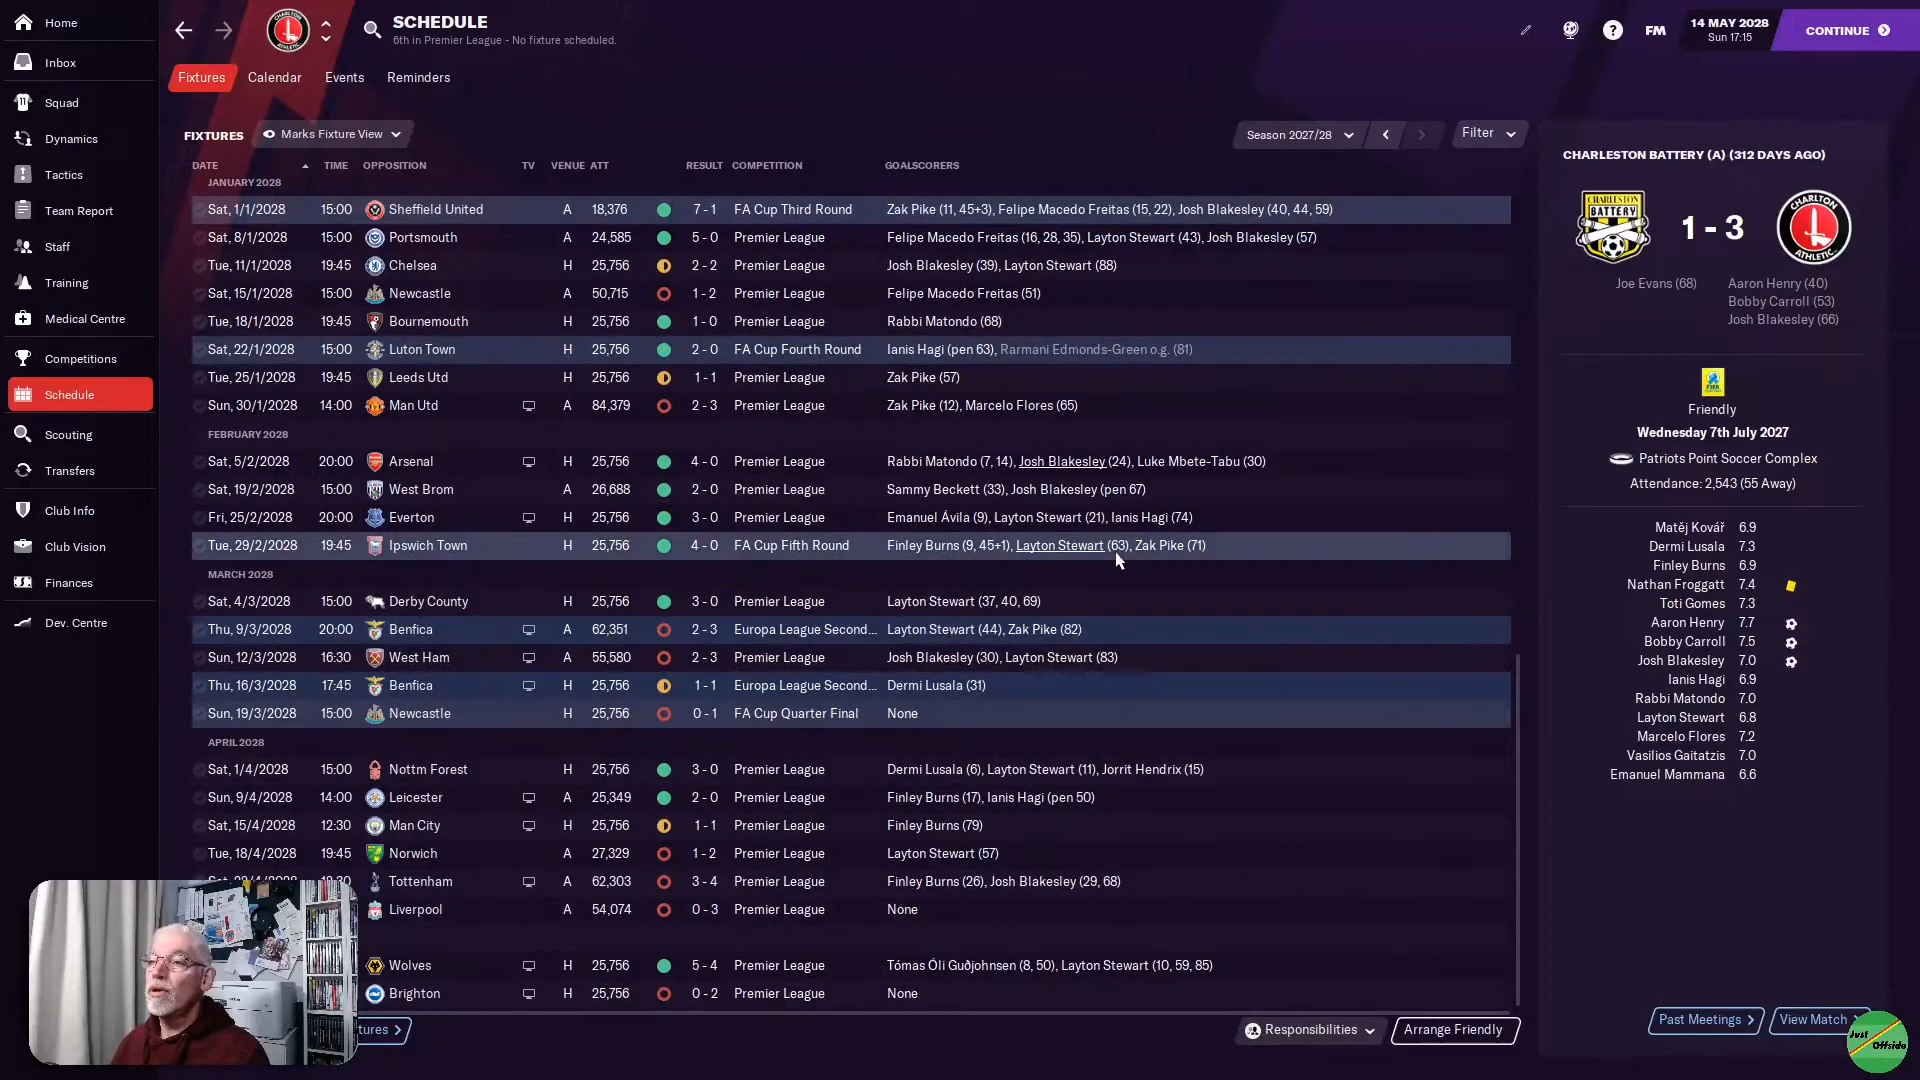 Home
Inbox
Squad
Dynamics
Tactics
Team Report
Staff
Training
Medical Centre
Competitions
Schedule
Scouting
Transfers
Club Info
Club Vision
Finances
Dev. Centre
SCHEDULE
6th in Premier League - No fixture scheduled.
FM
14 MAY 2028
Sun 17:15
CONTINUE
Fixtures Calendar Events Reminders
FIXTURES Marks Fixture View Season 2027/28 Filter
DATE TIME OPPOSITION TV VENUE ATT RESULT COMPETITION GOALSCORERS
JANUARY 2028
Sat, 1/1/2028 15:00 Sheffield United A 18,376 7 - 1 FA Cup Third Round Zak Pike (11, 45+3), Felipe Macedo Freitas (15, 22), Josh Blakesley (40, 44, 59)
Sat, 8/1/2028 15:00 Portsmouth A 24,585 5 - 0 Premier League Felipe Macedo Freitas (16, 28, 35), Layton Stewart (43), Josh Blakesley (57)
Tue, 11/1/2028 19:45 Chelsea H 25,756 2 - 2 Premier League Josh Blakesley (39), Layton Stewart (88)
Sat, 15/1/2028 15:00 Newcastle A 50,715 1 - 2 Premier League Felipe Macedo Freitas (51)
Tue, 18/1/2028 19:45 Bournemouth H 25,756 1 - 0 Premier League Rabbi Matondo (68)
Sat, 22/1/2028 15:00 Luton Town H 25,756 2 - 0 FA Cup Fourth Round Ianis Hagi (pen 63), Rarmani Edmonds-Green o.g. (81)
Tue, 25/1/2028 19:45 Leeds Utd H 25,756 1 - 1 Premier League Zak Pike (57)
Sun, 30/1/2028 14:00 Man Utd A 84,379 2 - 3 Premier League Zak Pike (12), Marcelo Flores (65)
FEBRUARY 2028
Sat, 5/2/2028 20:00 Arsenal H 25,756 4 - 0 Premier League Rabbi Matondo (7, 14), Josh Blakesley (24), Luke Mbete-Tabu (30)
Sat, 19/2/2028 15:00 West Brom A 26,688 2 - 0 Premier League Sammy Beckett (33), Josh Blakesley (pen 67)
Fri, 25/2/2028 20:00 Everton H 25,756 3 - 0 Premier League Emanuel Ávila (9), Layton Stewart (21), Ianis Hagi (74)
Tue, 29/2/2028 19:45 Ipswich Town H 25,756 4 - 0 FA Cup Fifth Round Finley Burns (9, 45+1), Layton Stewart (63), Zak Pike (71)
MARCH 2028
Sat, 4/3/2028 15:00 Derby County H 25,756 3 - 0 Premier League Layton Stewart (37, 40, 69)
Thu, 9/3/2028 20:00 Benfica A 62,351 2 - 3 Europa League Second... Layton Stewart (44), Zak Pike (82)
Sun, 12/3/2028 16:30 West Ham A 55,580 2 - 3 Premier League Josh Blakesley (30), Layton Stewart (83)
Thu, 16/3/2028 17:45 Benfica H 25,756 1 - 1 Europa League Second... Dermi Lusala (31)
Sun, 19/3/2028 15:00 Newcastle H 25,756 0 - 1 FA Cup Quarter Final None
APRIL 2028
Sat, 1/4/2028 15:00 Nottm Forest H 25,756 3 - 0 Premier League Dermi Lusala (6), Layton Stewart (11), Jorrit Hendrix (15)
Sun, 9/4/2028 14:00 Leicester A 25,349 2 - 0 Premier League Finley Burns (17), Ianis Hagi (pen 50)
Sat, 15/4/2028 12:30 Man City H 25,756 1 - 1 Premier League Finley Burns (79)
Tue, 18/4/2028 19:45 Norwich A 27,329 1 - 2 Premier League Layton Stewart (57)
Tottenham A 62,303 3 - 4 Premier League Finley Burns (26), Josh Blakesley (29, 68)
Liverpool A 54,074 0 - 3 Premier League None
Wolves H 25,756 5 - 4 Premier League Tómas Óli Guðjohnsen (8, 50), Layton Stewart (10, 59, 85)
Brighton H 25,756 0 - 2 Premier League None
tures Responsibilities Arrange Friendly
CHARLESTON BATTERY (A) (312 DAYS AGO)
CHARLESTON
BATTERY
1 - 3
CHARLTON
ATHLETIC
Joe Evans (68) Aaron Henry (40)
Bobby Carroll (53)
Josh Blakesley (66)
FIFA
Friendly
Wednesday 7th July 2027
Patriots Point Soccer Complex
Attendance: 2,543 (55 Away)
Matěj Kovář 6.9
Dermi Lusala 7.3
Finley Burns 6.9
Nathan Froggatt 7.4
Toti Gomes 7.3
Aaron Henry 7.7
Bobby Carroll 7.5
Josh Blakesley 7.0
Ianis Hagi 6.9
Rabbi Matondo 7.0
Layton Stewart 6.8
Marcelo Flores 7.2
Vasilios Gaitatzis 7.0
Emanuel Mammana 6.6
Past Meetings View Match
Just
Offside